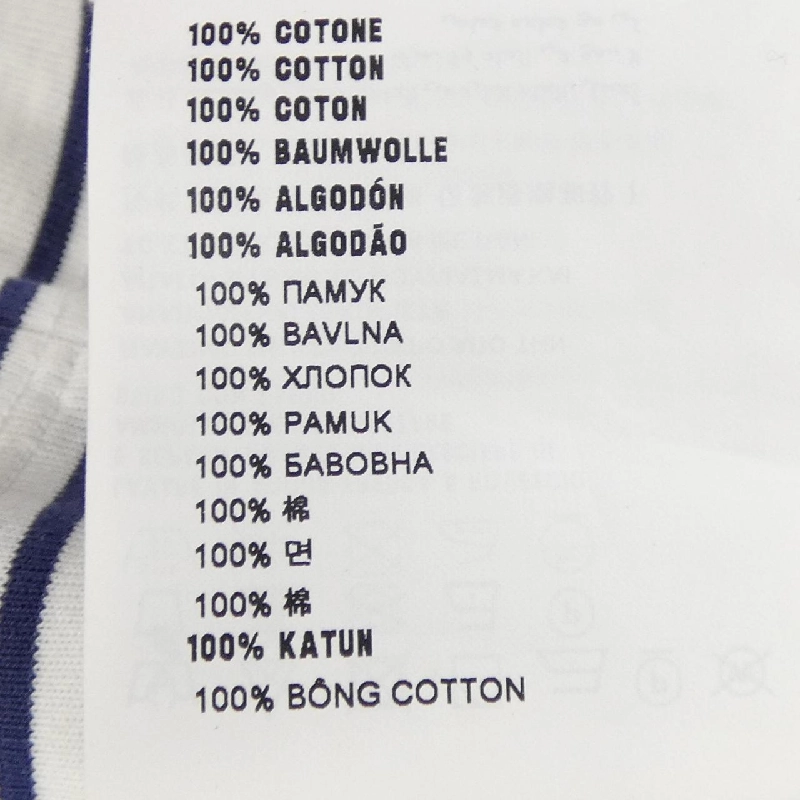 100% COTONE
100% COTTON
100% COTON
100% BAUMWOLLE
100% ALGODÓN
100% ALGODÃO
100% ПАМУК
100% BAVLNA
100% ХЛОПОК
100% PAMUK
100% БАВОВНА
100% 棉
100% 면
100% 棉
100% KATUN
100% BÔNG COTTON